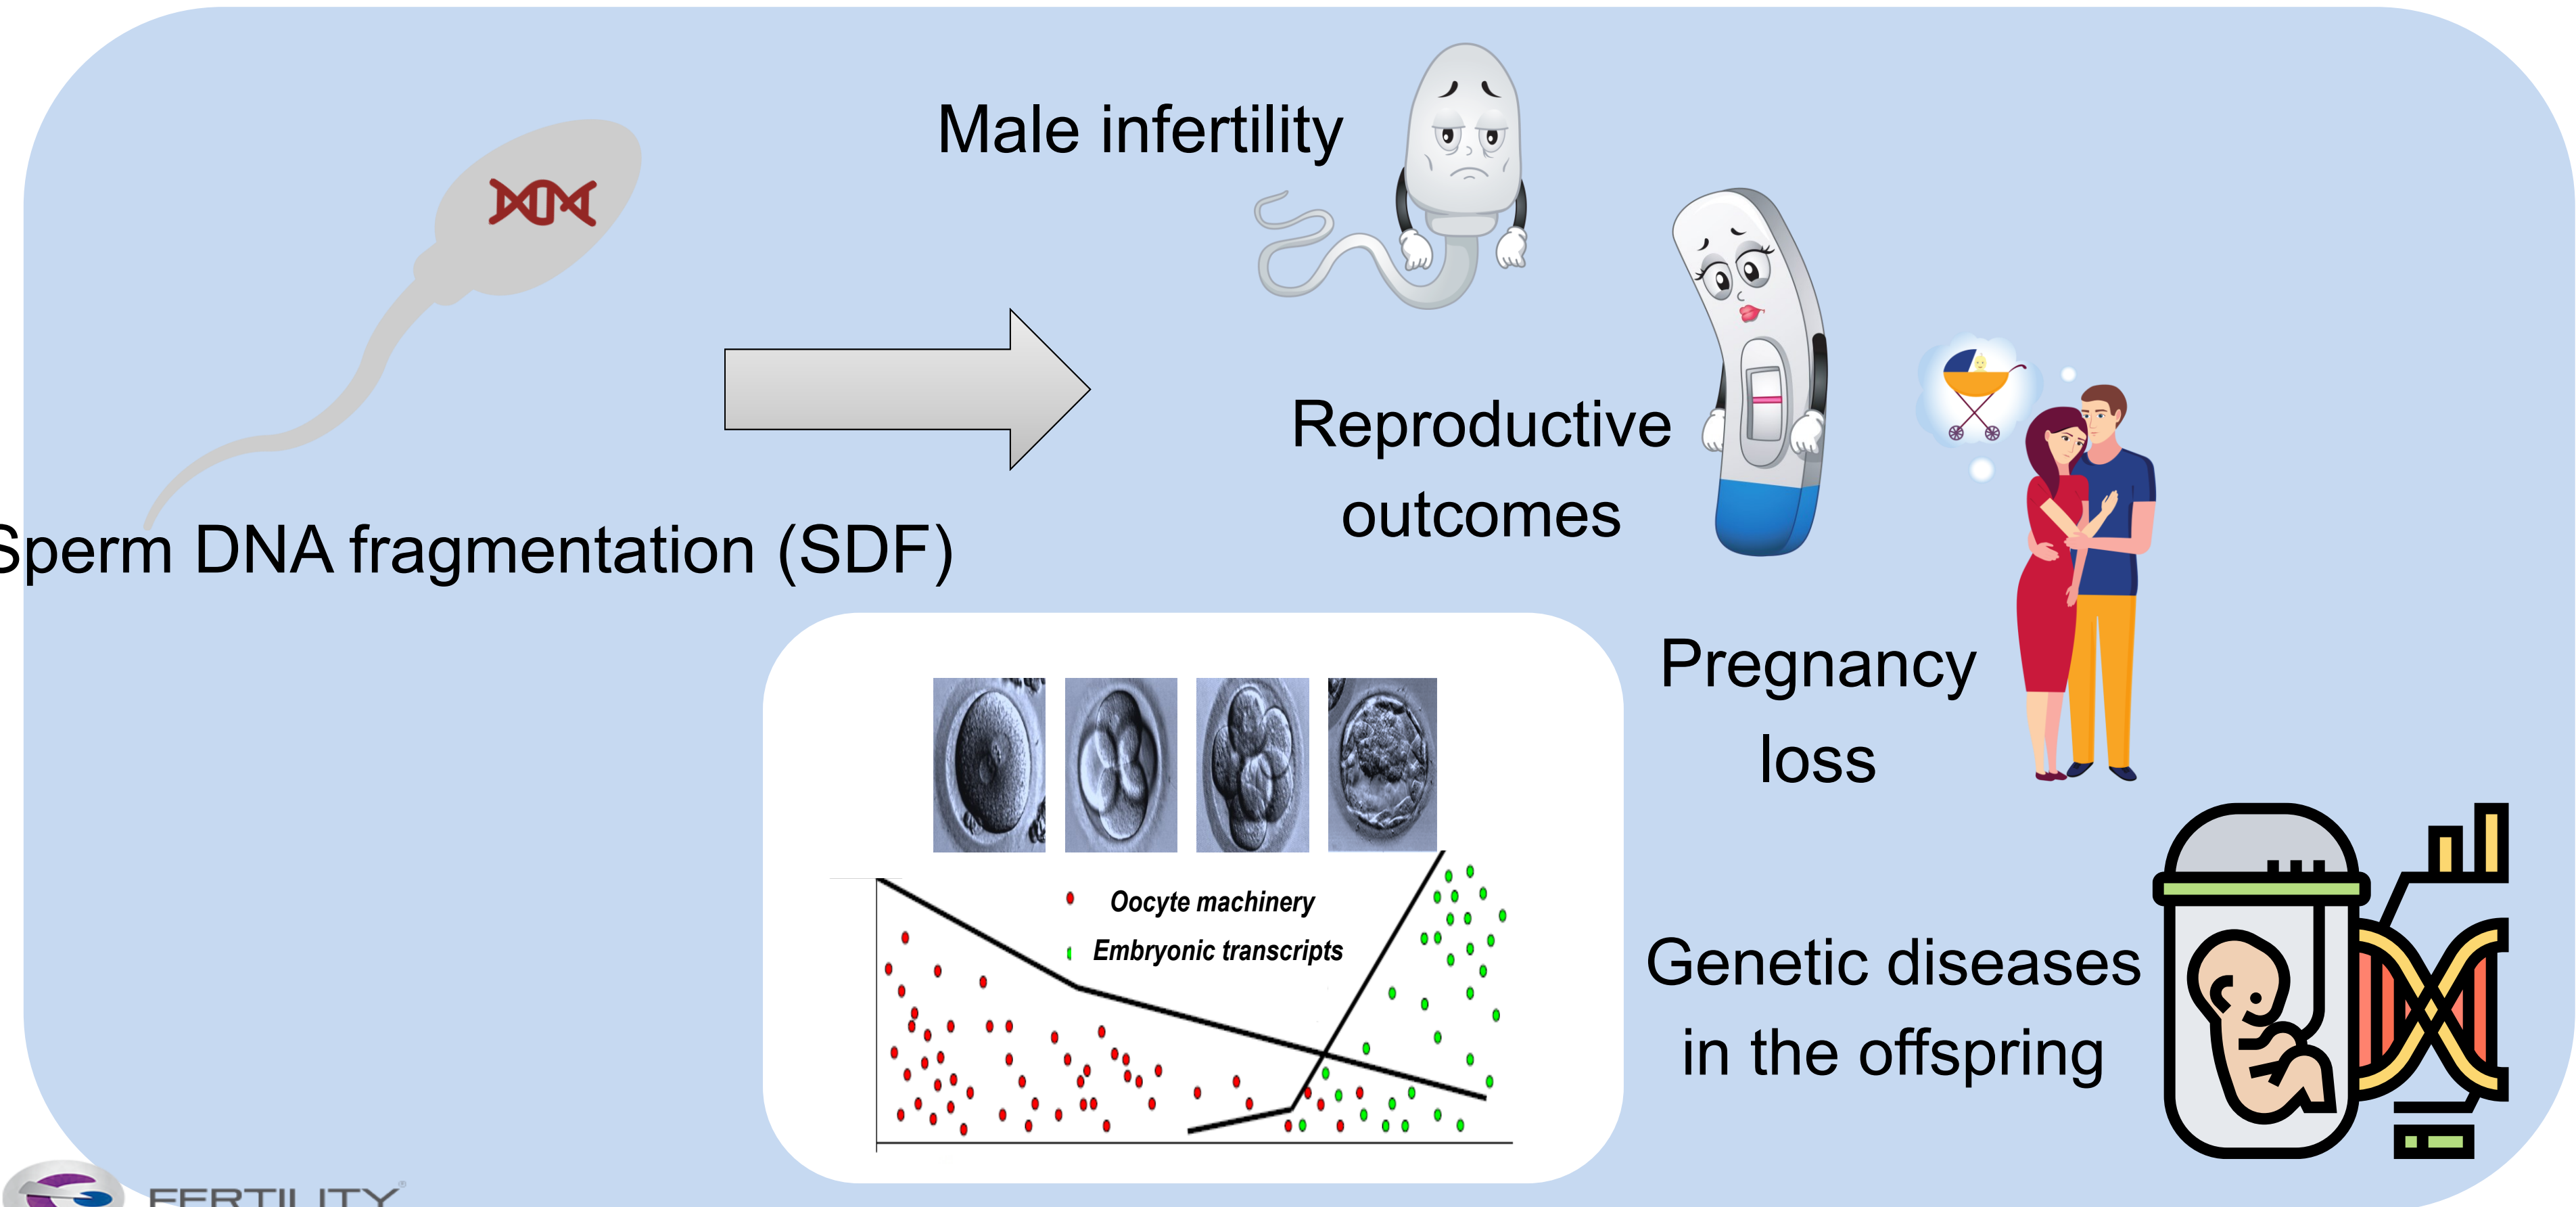 Male infertility
Sperm DNA fragmentation (SDF)
Reproductive
outcomes
Pregnancy
loss
Genetic diseases
in the offspring
Oocyte machinery
Embryonic transcripts
FERTILITY®